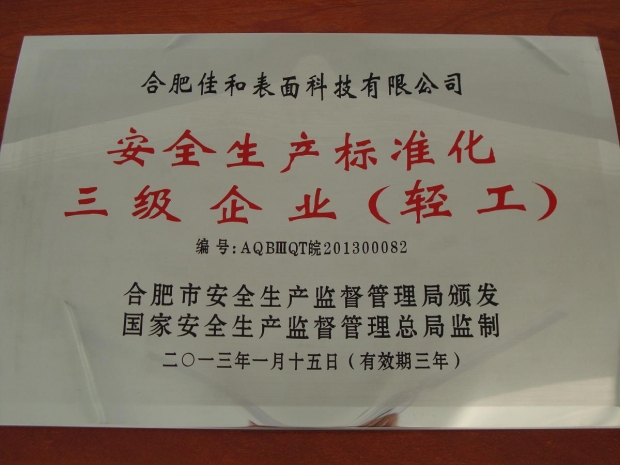 合肥佳和表面科技有限公司
安全生产标准化
三级企业（轻工）
编号:AQBⅢQT皖201300082
合肥市安全生产监督管理局颁发
国家安全生产监督管理总局监制
二〇一三年一月十五日（有效期三年）